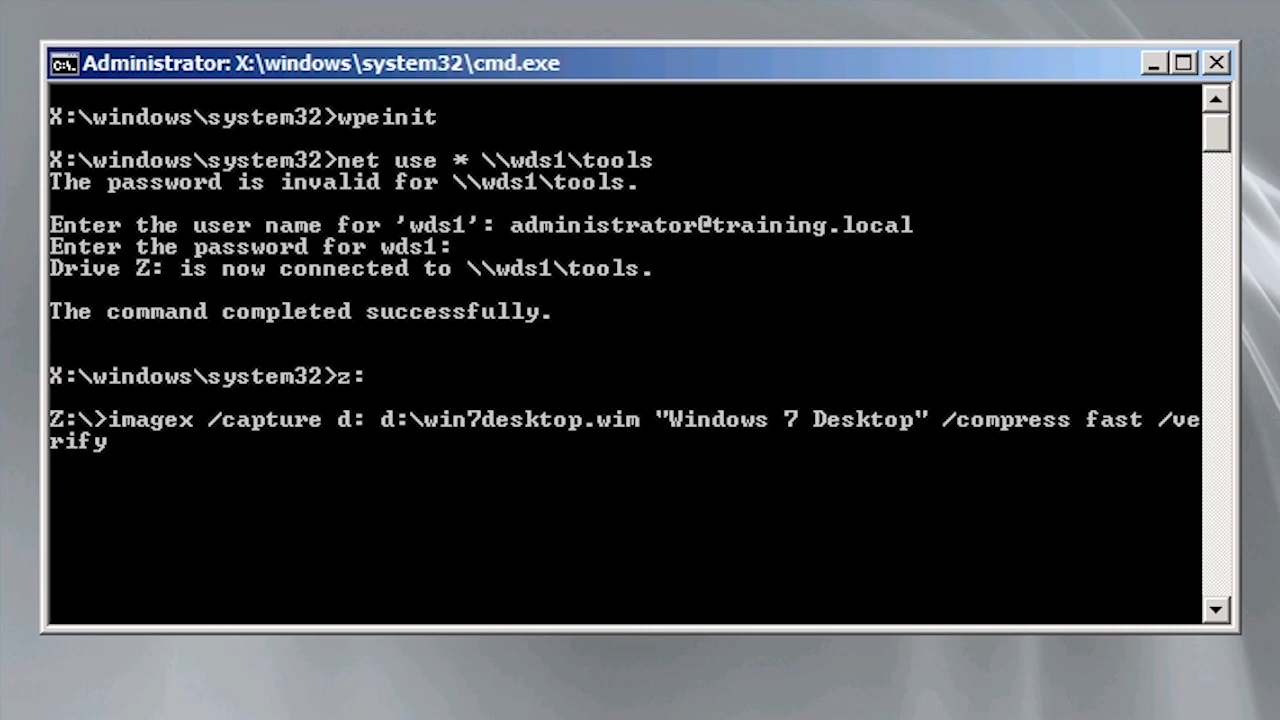 Administrator: X:\windows\system32\cmd.exe
X:\windows\system32>wpeinit
X:\windows\system32>net use * \\wds1\tools
The password is invalid for \\wds1\tools.
Enter the user name for 'wds1': administrator@training.local
Enter the password for wds1:
Drive Z: is now connected to \\wds1\tools.
The command completed successfully.
X:\windows\system32>z:
Z:\>imagex /capture d: d:\win7desktop.wim "Windows 7 Desktop" /compress fast /ve
rify